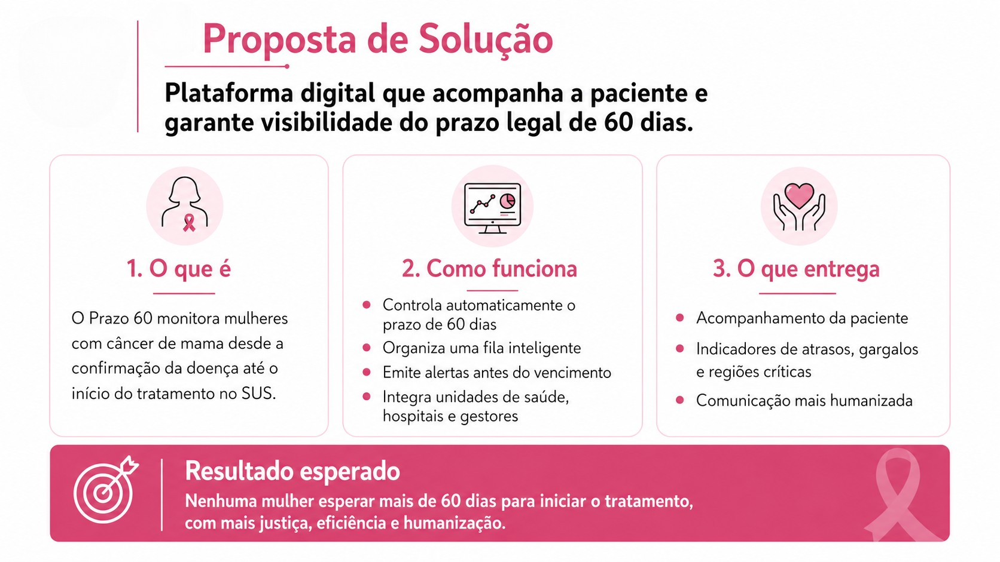 Proposta de Solução
Plataforma digital que acompanha a paciente e
garante visibilidade do prazo legal de 60 dias.
1. O que é
O Prazo 60 monitora mulheres
com câncer de mama desde a
confirmação da doença até o
início do tratamento no SUS.
2. Como funciona
• Controla automaticamente o
prazo de 60 dias
• Organiza uma fila inteligente
• Emite alertas antes do vencimento
• Integra unidades de saúde,
hospitais e gestores
3. O que entrega
• Acompanhamento da paciente
• Indicadores de atrasos, gargalos
e regiões críticas
• Comunicação mais humanizada
Resultado esperado
Nenhuma mulher esperar mais de 60 dias para iniciar o tratamento,
com mais justiça, eficiência e humanização.